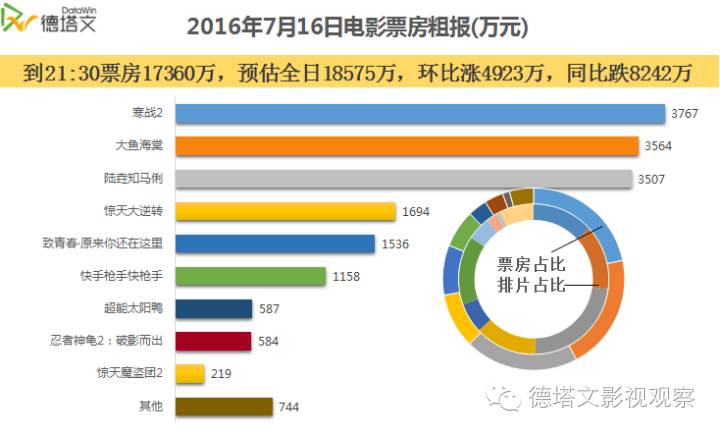 DataWin
德塔文
2016年7月16日电影票房粗报(万元)
到21:30票房17360万，预估全日18575万，环比涨4923万，同比跌8242万
寒战2 3767
大鱼海棠 3564
陆垚知马俐 3507
惊天大逆转 1694
致青春·原来你还在这里 1536
快手枪手快枪手 1158
超能太阳鸭 587
忍者神龟2：破影而出 584
惊天魔盗团2 219
其他 744
票房占比
排片占比
德塔文影视观察